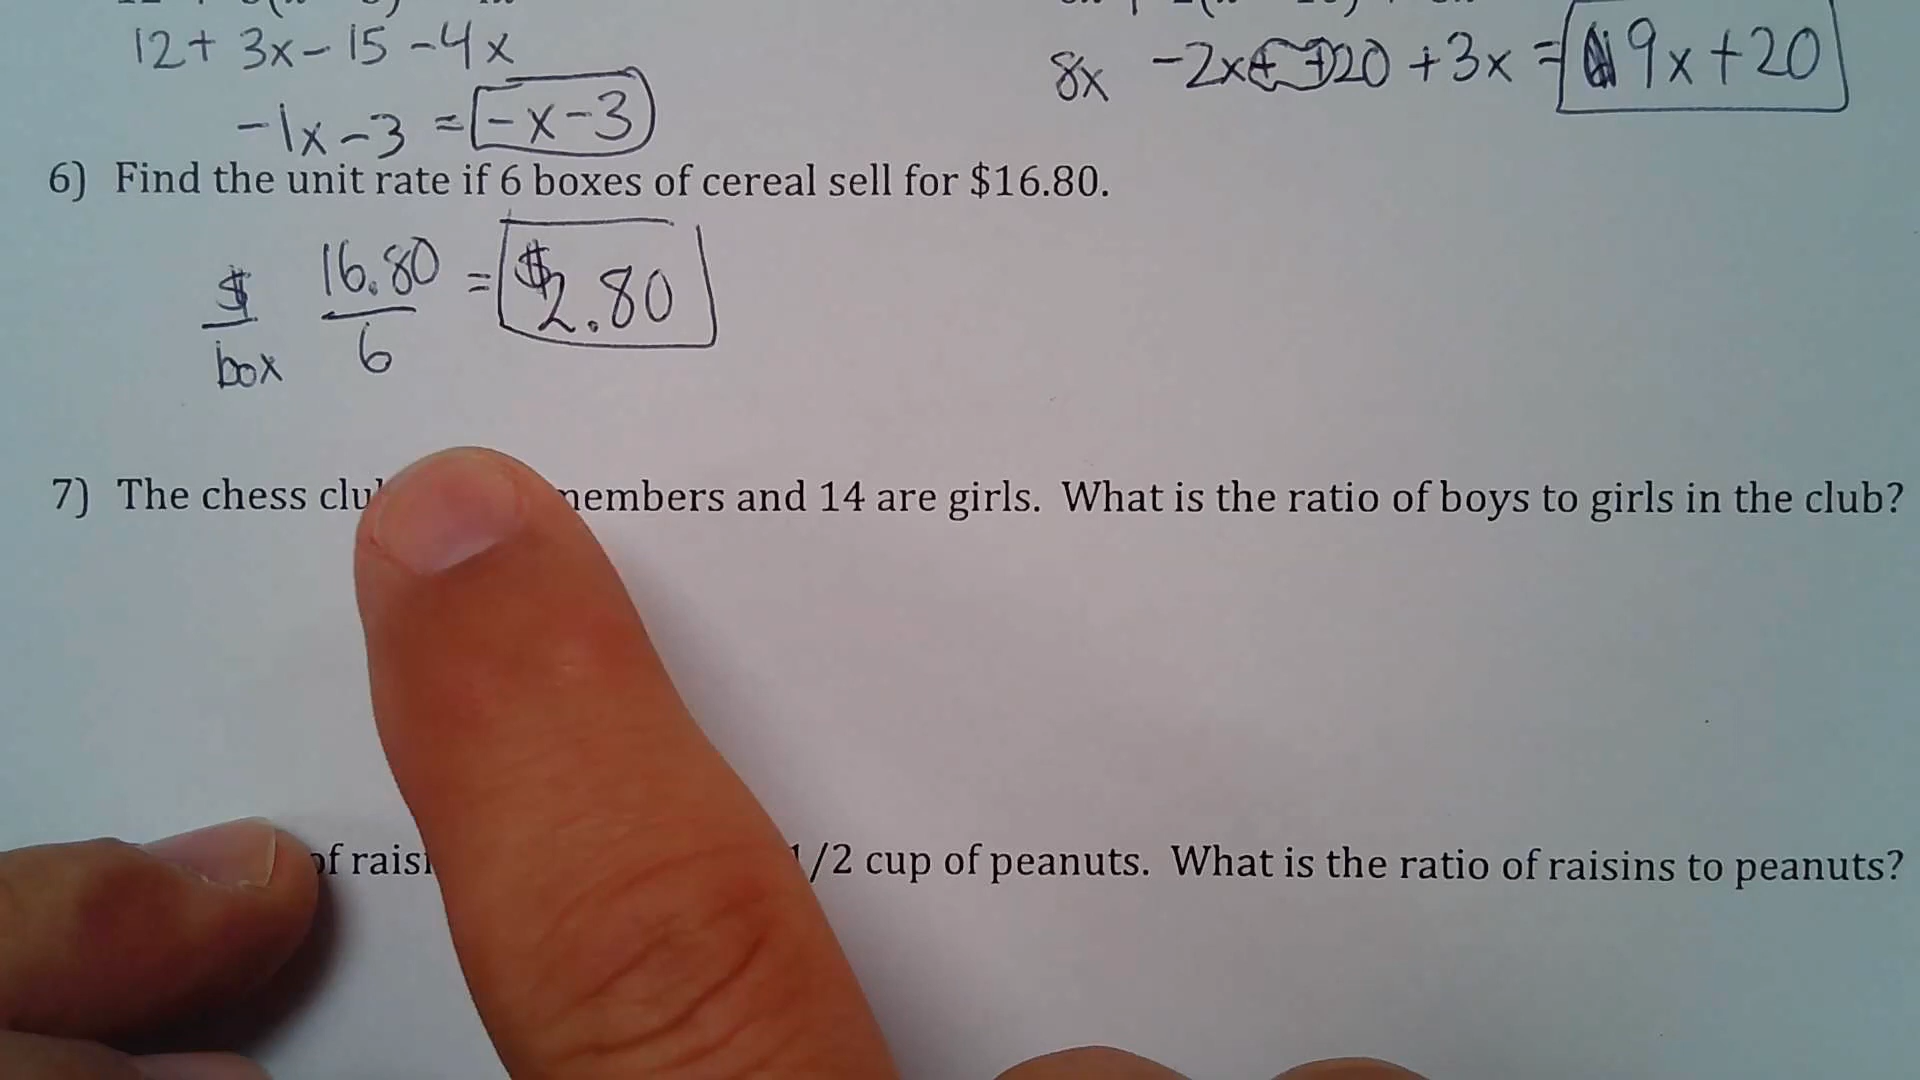 12 + 3x - 15 - 4x
-1x - 3 = -x - 3
8x -2x +20 +3x = 9x + 20
6) Find the unit rate if 6 boxes of cereal sell for $16.80.
$/box 16.80/6 = $2.80
7) The chess members and 14 are girls. What is the ratio of boys to girls in the club?
of 1/2 cup of peanuts. What is the ratio of raisins to peanuts?